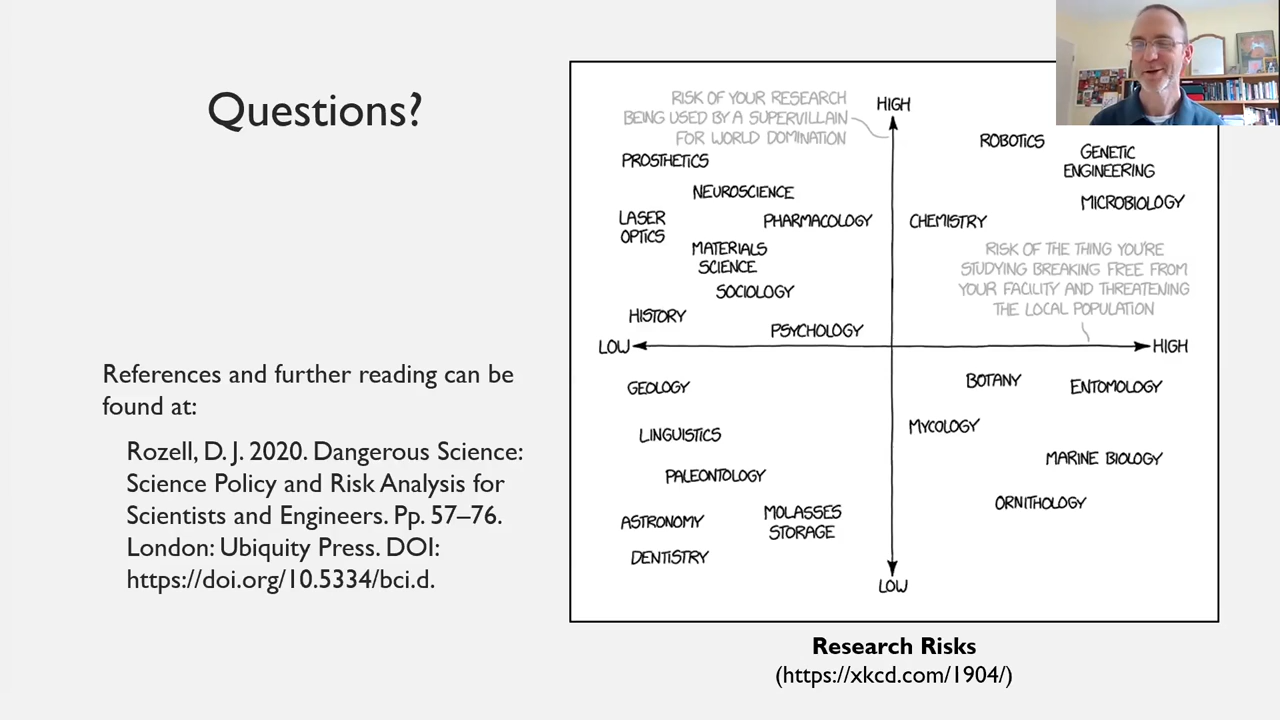 Questions?
References and further reading can be
found at:
Rozell, D. J. 2020. Dangerous Science:
Science Policy and Risk Analysis for
Scientists and Engineers. Pp. 57–76.
London: Ubiquity Press. DOI:
https://doi.org/10.5334/bci.d.
RISK OF YOUR RESEARCH
BEING USED BY A SUPERVILLAIN
FOR WORLD DOMINATION
HIGH
PROSTHETICS
NEUROSCIENCE
LASER
OPTICS
PHARMACOLOGY
MATERIALS
SCIENCE
SOCIOLOGY
HISTORY
PSYCHOLOGY
ROBOTICS
GENETIC
ENGINEERING
MICROBIOLOGY
CHEMISTRY
RISK OF THE THING YOU'RE
STUDYING BREAKING FREE FROM
YOUR FACILITY AND THREATENING
THE LOCAL POPULATION
LOW
HIGH
GEOLOGY
LINGUISTICS
PALEONTOLOGY
ASTRONOMY
MOLASSES
STORAGE
DENTISTRY
BOTANY
ENTOMOLOGY
MYCOLOGY
MARINE BIOLOGY
ORNITHOLOGY
LOW
Research Risks
(https://xkcd.com/1904/)